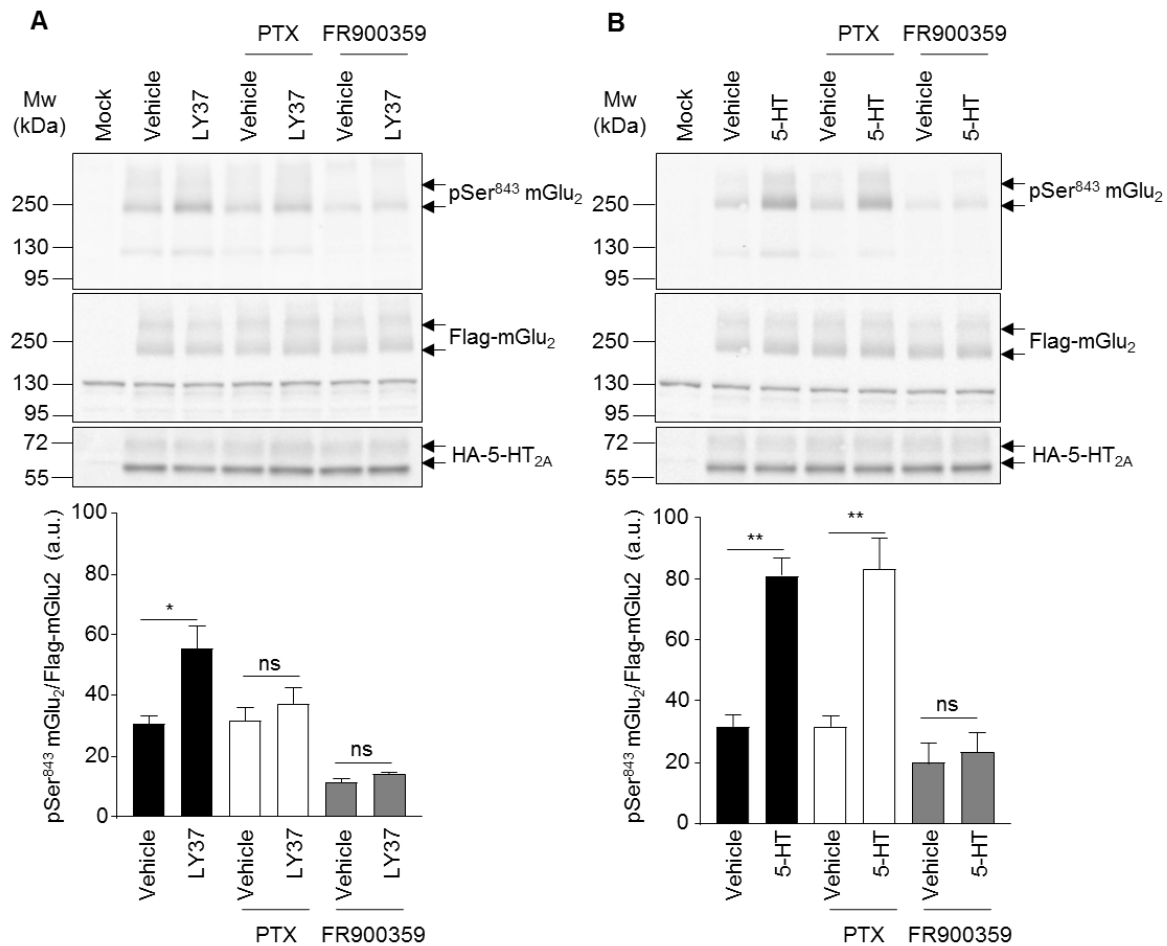 A
PTX FR900359
Mw
(kDa)
Mock
Vehicle
LY37
Vehicle
LY37
Vehicle
LY37
250
130
95
pSer⁸⁴³ mGlu₂
250
130
95
Flag-mGlu₂
72
55
HA-5-HT₂A
pSer⁸⁴³ mGlu₂/Flag-mGlu2 (a.u.)
100
80
60
40
20
0
*
ns
ns
Vehicle
LY37
Vehicle
LY37
Vehicle
LY37
PTX FR900359
B
PTX FR900359
Mw
(kDa)
Mock
Vehicle
5-HT
Vehicle
5-HT
Vehicle
5-HT
250
130
95
pSer⁸⁴³ mGlu₂
250
130
95
Flag-mGlu₂
72
55
HA-5-HT₂A
pSer⁸⁴³ mGlu₂/Flag-mGlu2 (a.u.)
100
80
60
40
20
0
**
**
ns
Vehicle
5-HT
Vehicle
5-HT
Vehicle
5-HT
PTX FR900359